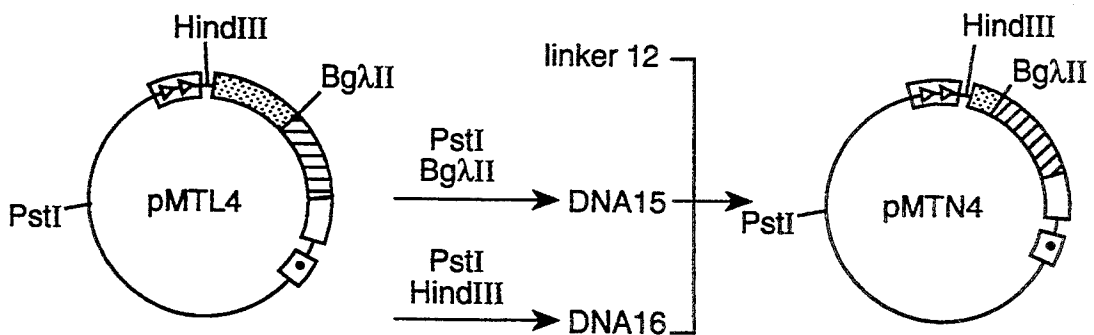 HindIII
BgλII
PstI
pMTL4
PstI
BgλII
PstI
HindIII
linker 12
DNA15
DNA16
HindIII
BgλII
PstI
pMTN4